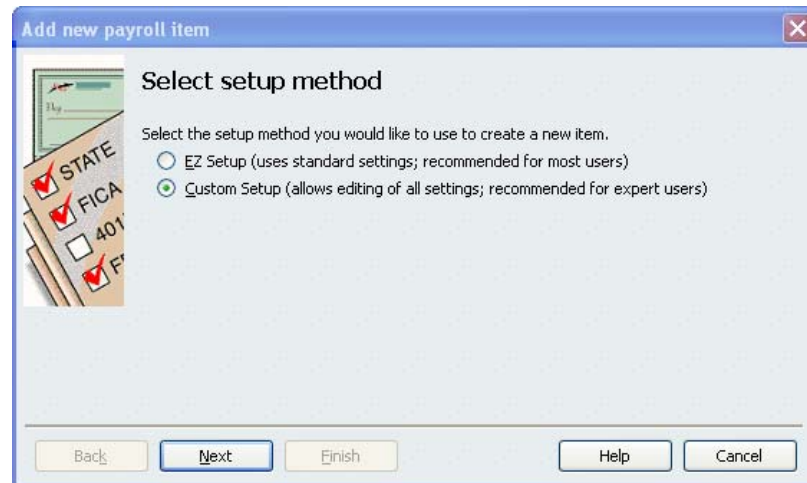 Add new payroll item
Select setup method
Select the setup method you would like to use to create a new item.
EZ Setup (uses standard settings; recommended for most users)
Custom Setup (allows editing of all settings; recommended for expert users)
STATE
FICA
Back
Next
Finish
Help
Cancel